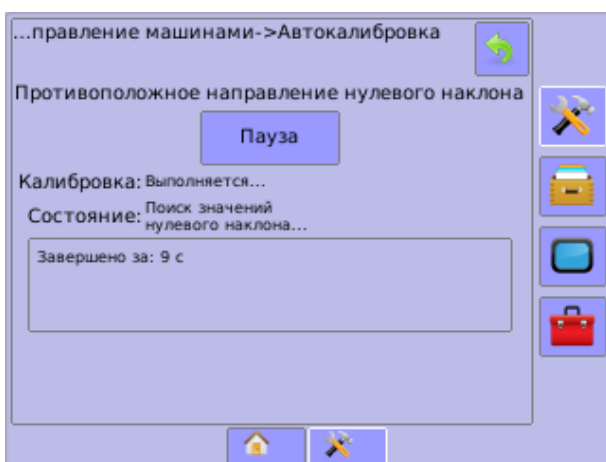 ...правление машинами->Автокалибровка
Противоположное направление нулевого наклона
Пауза
Калибровка: Выполняется...
Состояние: Поиск значений
нулевого наклона...
Завершено за: 9 с